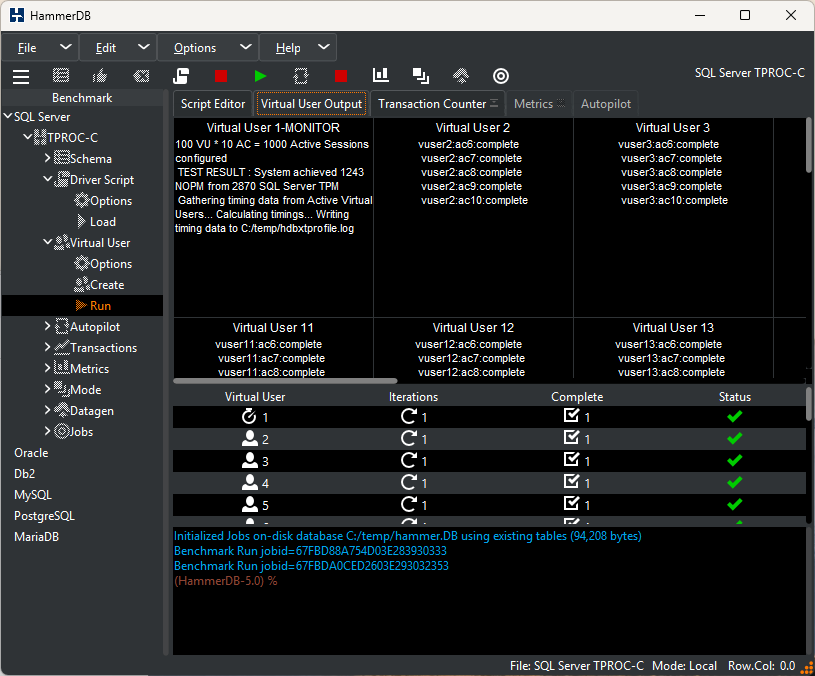 HammerDB
File Edit Options Help
SQL Server TPROC-C
Benchmark
SQL Server
TPROC-C
Schema
Driver Script
Options
Load
Virtual User
Options
Create
Run
Autopilot
Transactions
Metrics
Mode
Datagen
Jobs
Oracle
Db2
MySQL
PostgreSQL
MariaDB
Script Editor Virtual User Output Transaction Counter Metrics Autopilot
Virtual User 1-MONITOR
100 VU * 10 AC = 1000 Active Sessions
configured
TEST RESULT : System achieved 1243
NOPM from 2870 SQL Server TPM
Gathering timing data from Active Virtual
Users... Calculating timings... Writing
timing data to C:/temp/hdbxtprofile.log
Virtual User 2
vuser2:ac6:complete
vuser2:ac7:complete
vuser2:ac8:complete
vuser2:ac9:complete
vuser2:ac10:complete
Virtual User 3
vuser3:ac6:complete
vuser3:ac7:complete
vuser3:ac8:complete
vuser3:ac9:complete
vuser3:ac10:complete
Virtual User 11
vuser11:ac6:complete
vuser11:ac7:complete
vuser11:ac8:complete
Virtual User 12
vuser12:ac6:complete
vuser12:ac7:complete
vuser12:ac8:complete
Virtual User 13
vuser13:ac6:complete
vuser13:ac7:complete
vuser13:ac8:complete
Virtual User Iterations Complete Status
1 1 1
2 1 1
3 1 1
4 1 1
5 1 1
Initialized Jobs on-disk database C:/temp/hammer.DB using existing tables (94,208 bytes)
Benchmark Run jobid=67FBD88A754D03E283930333
Benchmark Run jobid=67FBDA0CED2603E293032353
(HammerDB-5.0) %
File: SQL Server TPROC-C Mode: Local Row.Col: 0.0